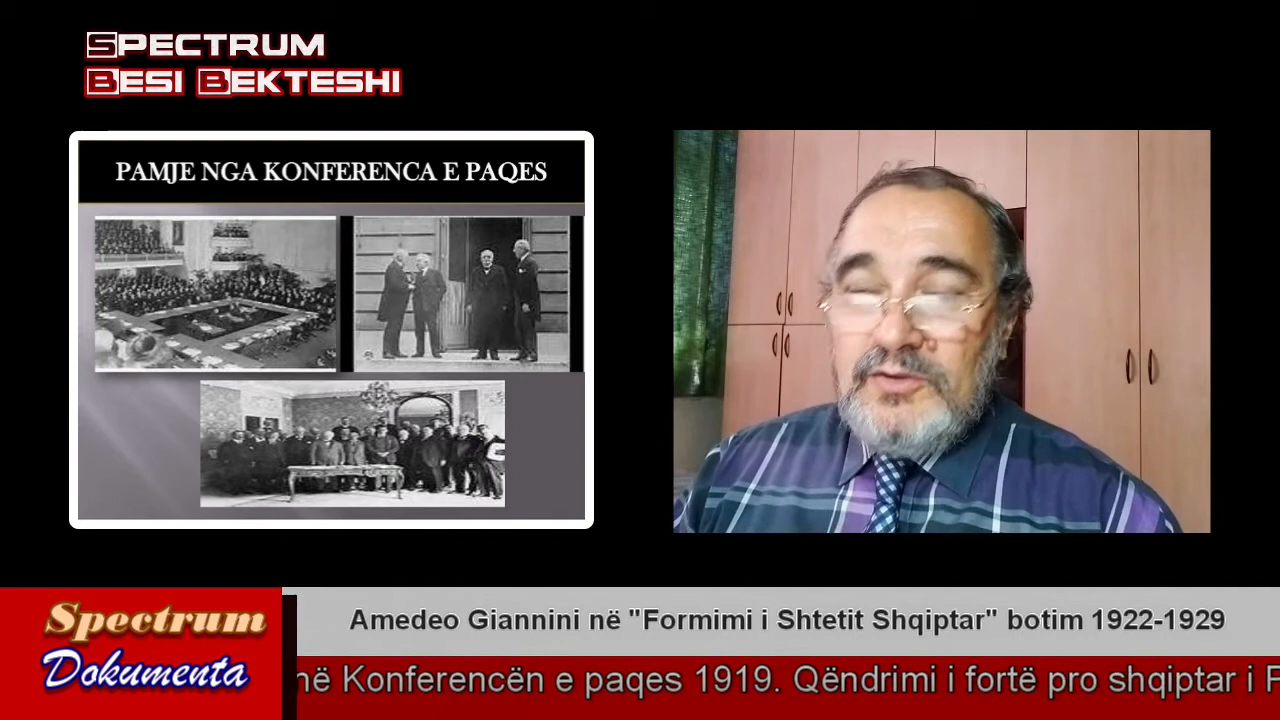 SPECTRUM
BESI BEKTESHI
PAMJE NGA KONFERENCA E PAQES
Amedeo Giannini në "Formimi i Shtetit Shqiptar" botim 1922-1929
Spectrum
Dokumenta
në Konferencën e paqes 1919. Qëndrimi i fortë pro shqiptar i